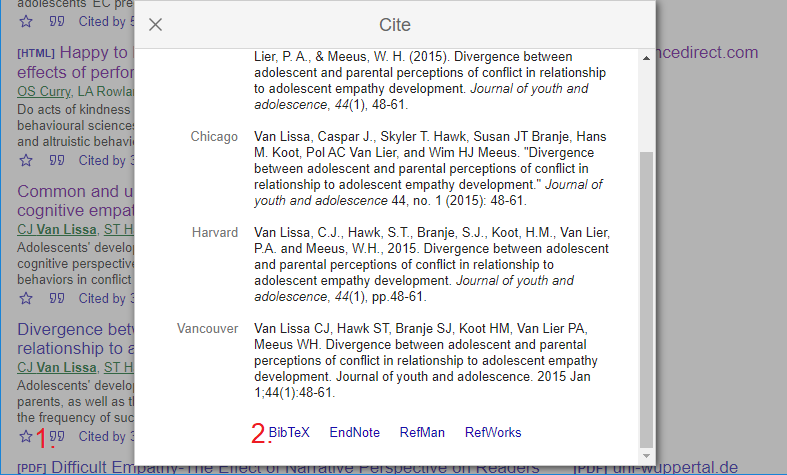 adolescents' EC pre
Cited by 5
Cite
[HTML] Happy to
effects of perfor
OS Curry, LA Rowla
Do acts of kindness
behavioural sciences
and altruistic behavi
Cited by 3
Common and u
cognitive empat
CJ Van Lissa, ST H
Adolescents' develo
cognitive perspective
behaviors in conflict
Cited by 3
Divergence betw
relationship to a
CJ Van Lissa, ST H
Adolescents' develo
parents, as well as th
the frequency of suc
1.
Cited by 3
ncedirect.com
Lier, P. A., & Meeus, W. H. (2015). Divergence between
adolescent and parental perceptions of conflict in relationship
to adolescent empathy development. Journal of youth and
adolescence, 44(1), 48-61.
Chicago
Van Lissa, Caspar J., Skyler T. Hawk, Susan JT Branje, Hans
M. Koot, Pol AC Van Lier, and Wim HJ Meeus. "Divergence
between adolescent and parental perceptions of conflict in
relationship to adolescent empathy development." Journal of
youth and adolescence 44, no. 1 (2015): 48-61.
Harvard
Van Lissa, C.J., Hawk, S.T., Branje, S.J., Koot, H.M., Van Lier,
P.A. and Meeus, W.H., 2015. Divergence between adolescent
and parental perceptions of conflict in relationship to
adolescent empathy development. Journal of youth and
adolescence, 44(1), pp.48-61.
Vancouver
Van Lissa CJ, Hawk ST, Branje SJ, Koot HM, Van Lier PA,
Meeus WH. Divergence between adolescent and parental
perceptions of conflict in relationship to adolescent empathy
development. Journal of youth and adolescence. 2015 Jan
1;44(1):48-61.
2. BibTeX EndNote RefMan RefWorks
[PDF] Difficult Empathy-The Effect of Narrative Perspective on Readers
[PDF] uni-wuppertal.de